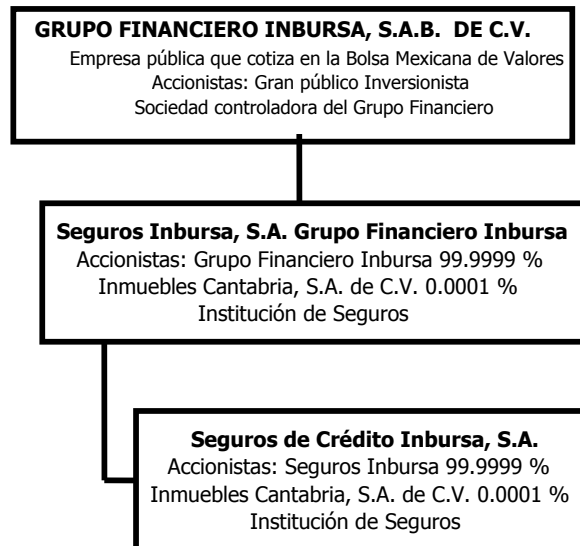 GRUPO FINANCIERO INBURSA, S.A.B. DE C.V.
Empresa pública que cotiza en la Bolsa Mexicana de Valores
Accionistas: Gran público Inversionista
Sociedad controladora del Grupo Financiero
Seguros Inbursa, S.A. Grupo Financiero Inbursa
Accionistas: Grupo Financiero Inbursa 99.9999 %
Inmuebles Cantabria, S.A. de C.V. 0.0001 %
Institución de Seguros
Seguros de Crédito Inbursa, S.A.
Accionistas: Seguros Inbursa 99.9999 %
Inmuebles Cantabria, S.A. de C.V. 0.0001 %
Institución de Seguros